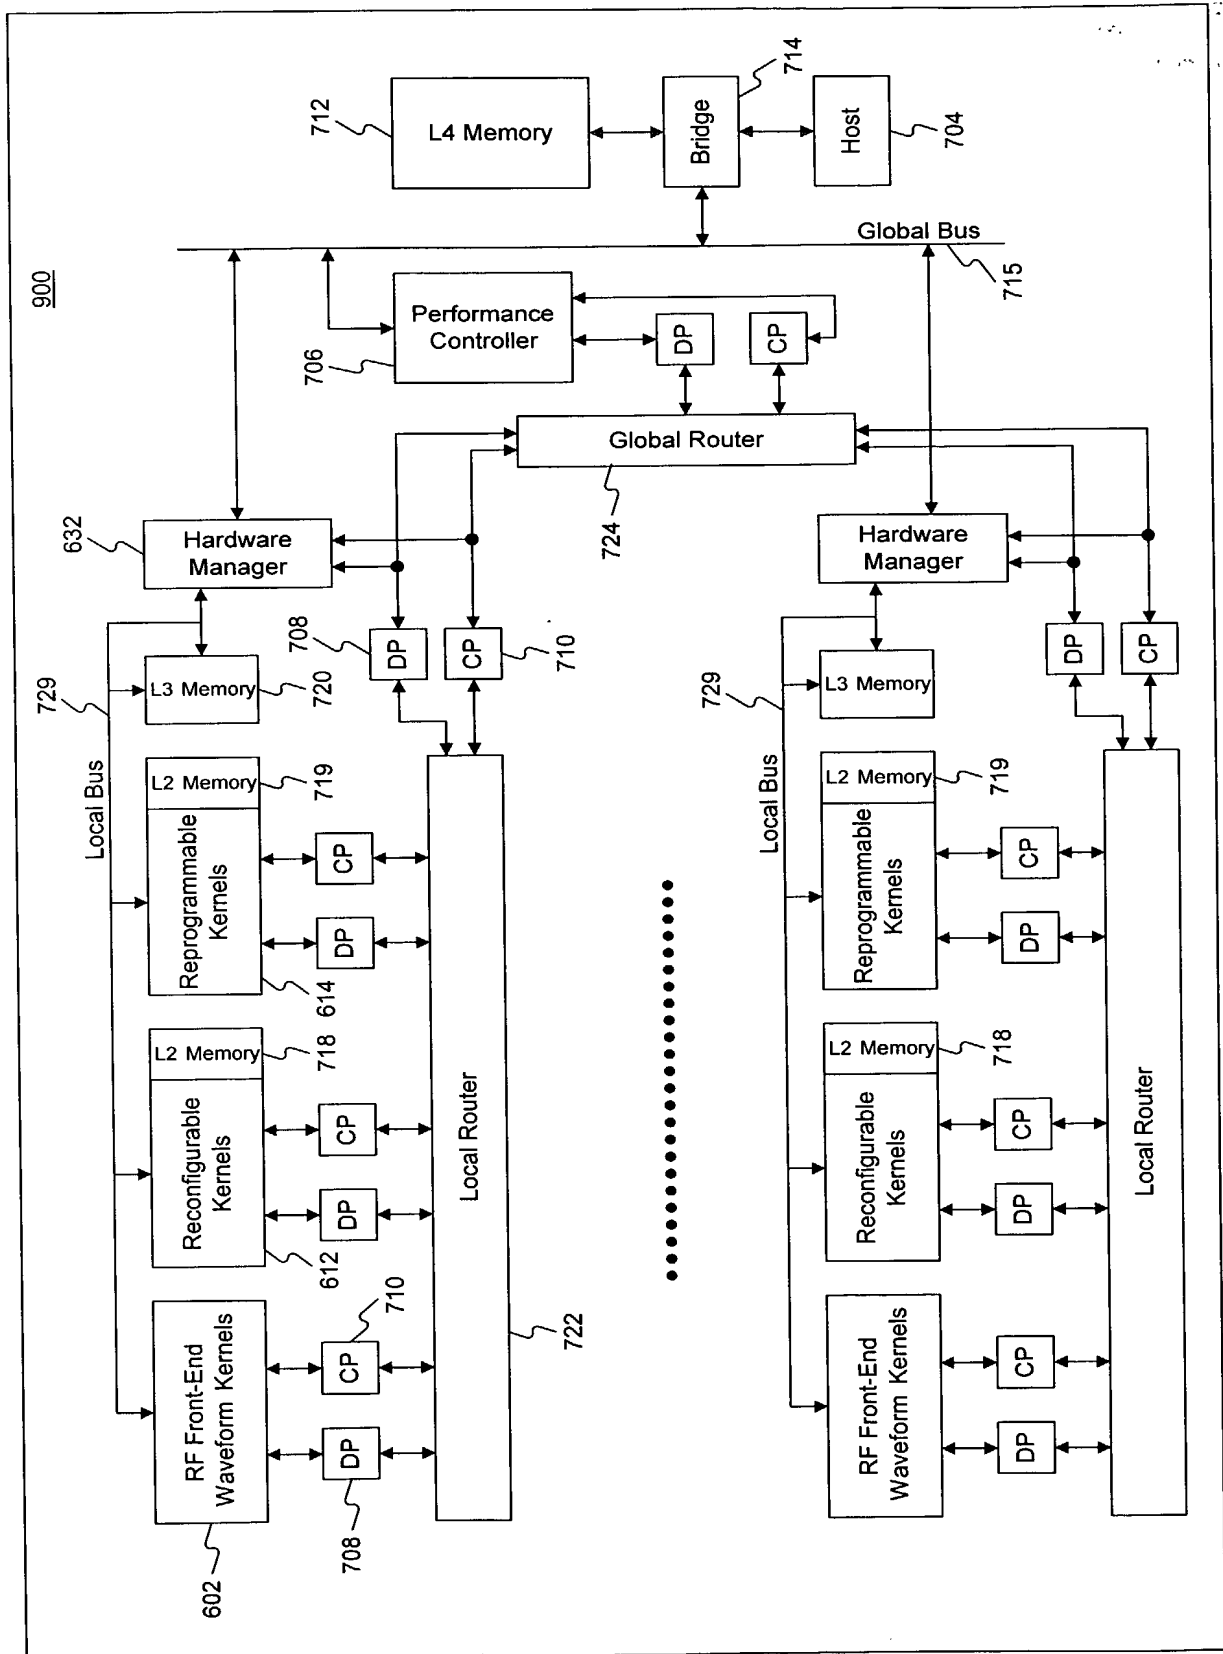 900
602
RF Front-End
Waveform Kernels
708
DP
CP
710
612
Reconfigurable
Kernels
L2 Memory
718
DP
CP
614
Reprogrammable
Kernels
L2 Memory
719
DP
CP
Local Bus
729
L3 Memory
720
632
Hardware
Manager
708
DP
CP
710
Local Router
722
Global Router
724
706
Performance
Controller
DP
CP
712
L4 Memory
Bridge
714
Host
704
Global Bus
715
RF Front-End
Waveform Kernels
DP
CP
Reconfigurable
Kernels
L2 Memory
718
DP
CP
Reprogrammable
Kernels
L2 Memory
719
DP
CP
Local Bus
729
L3 Memory
Hardware
Manager
DP
CP
Local Router